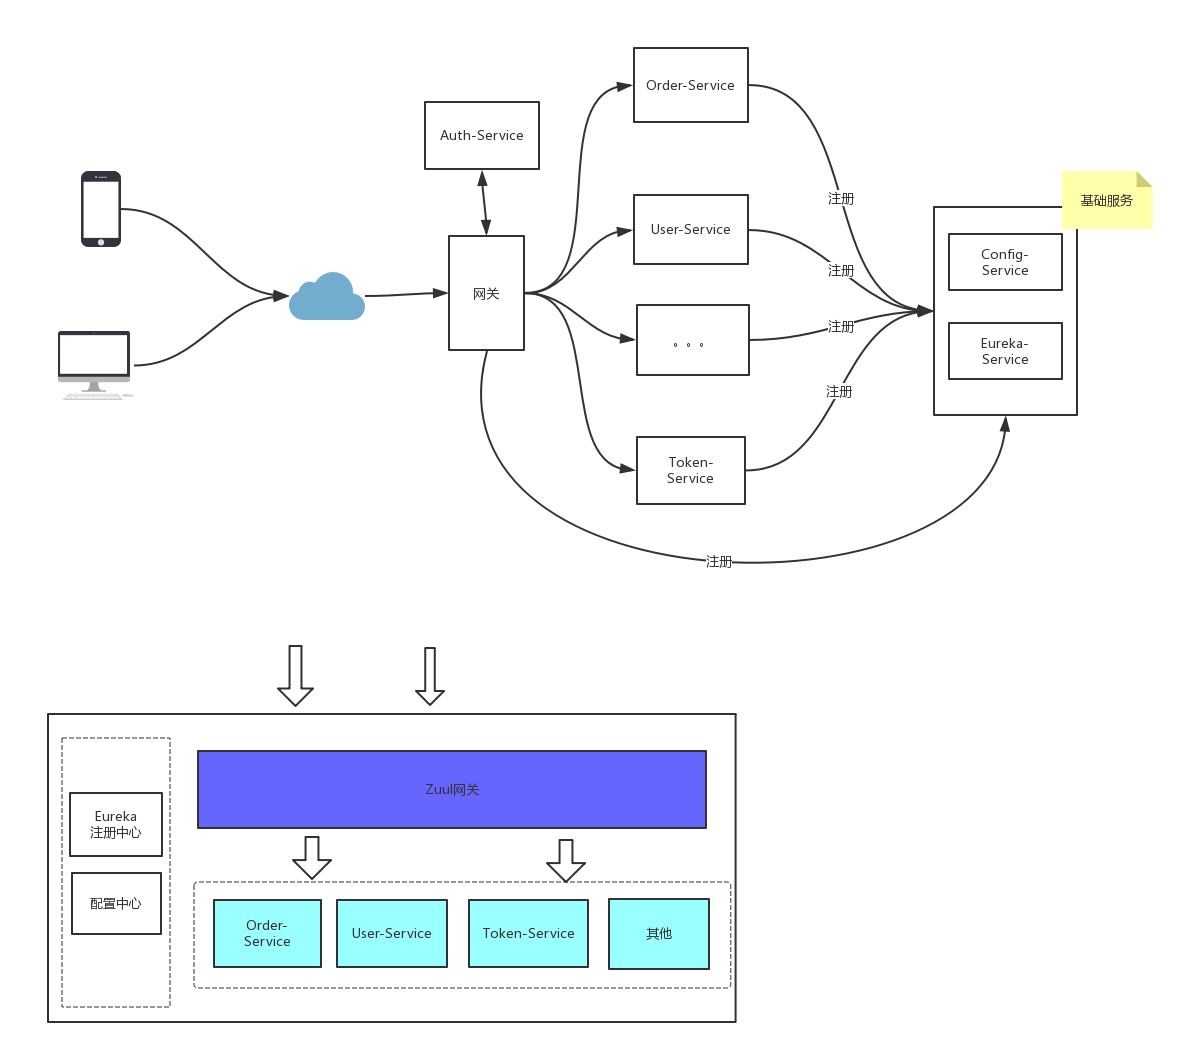 Order-Service
Auth-Service
注册
基础服务
User-Service
Config-
Service
注册
网关
注册
。。。
Eureka-
Service
注册
Token-
Service
注册
Zuul网关
Eureka
注册中心
配置中心
Order-
Service
User-Service
Token-Service
其他